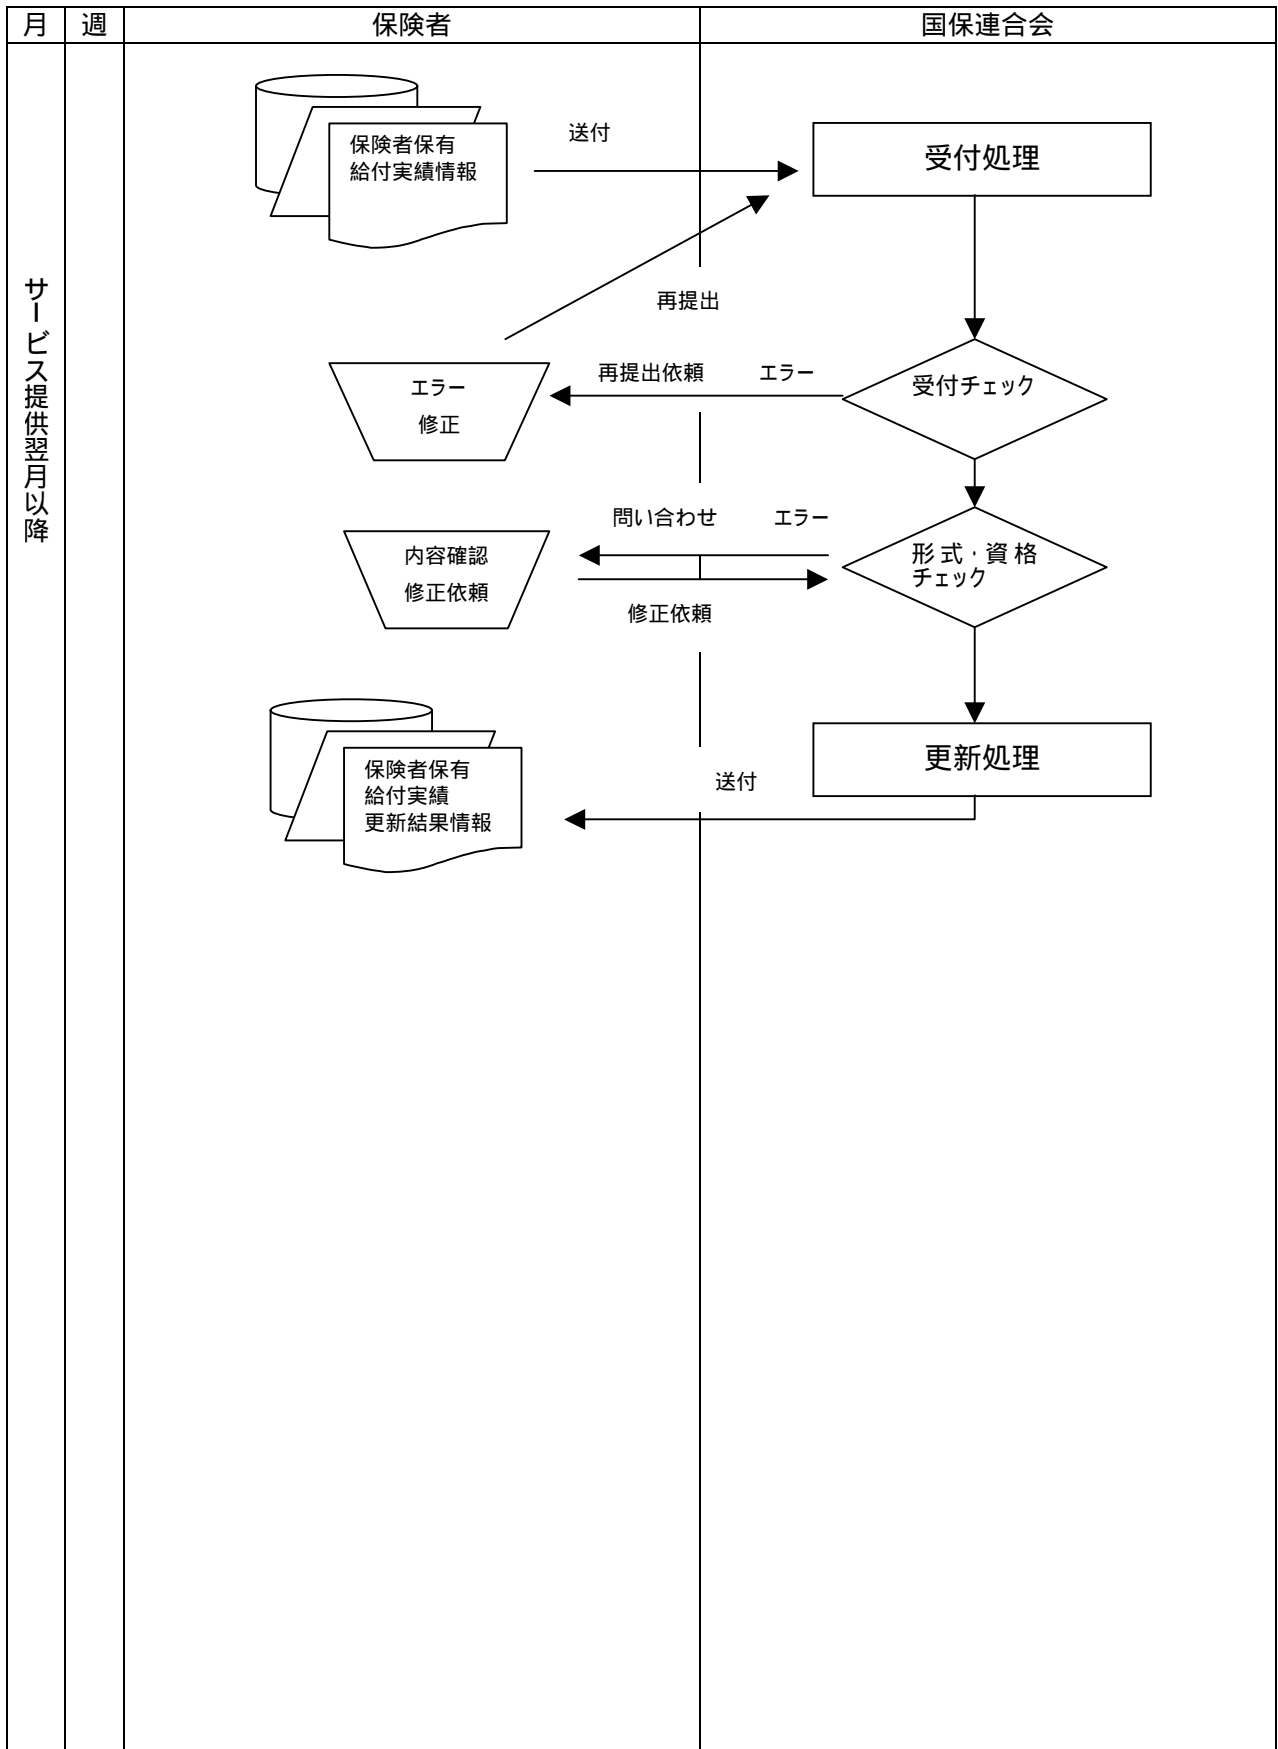 月
週
保険者
国保連合会
サービス提供翌月以降
保険者保有
給付実績情報
送付
受付処理
再提出
エラー
修正
再提出依頼
エラー
受付チェック
問い合わせ
エラー
内容確認
修正依頼
形式・資格
チェック
修正依頼
保険者保有
給付実績
更新結果情報
送付
更新処理